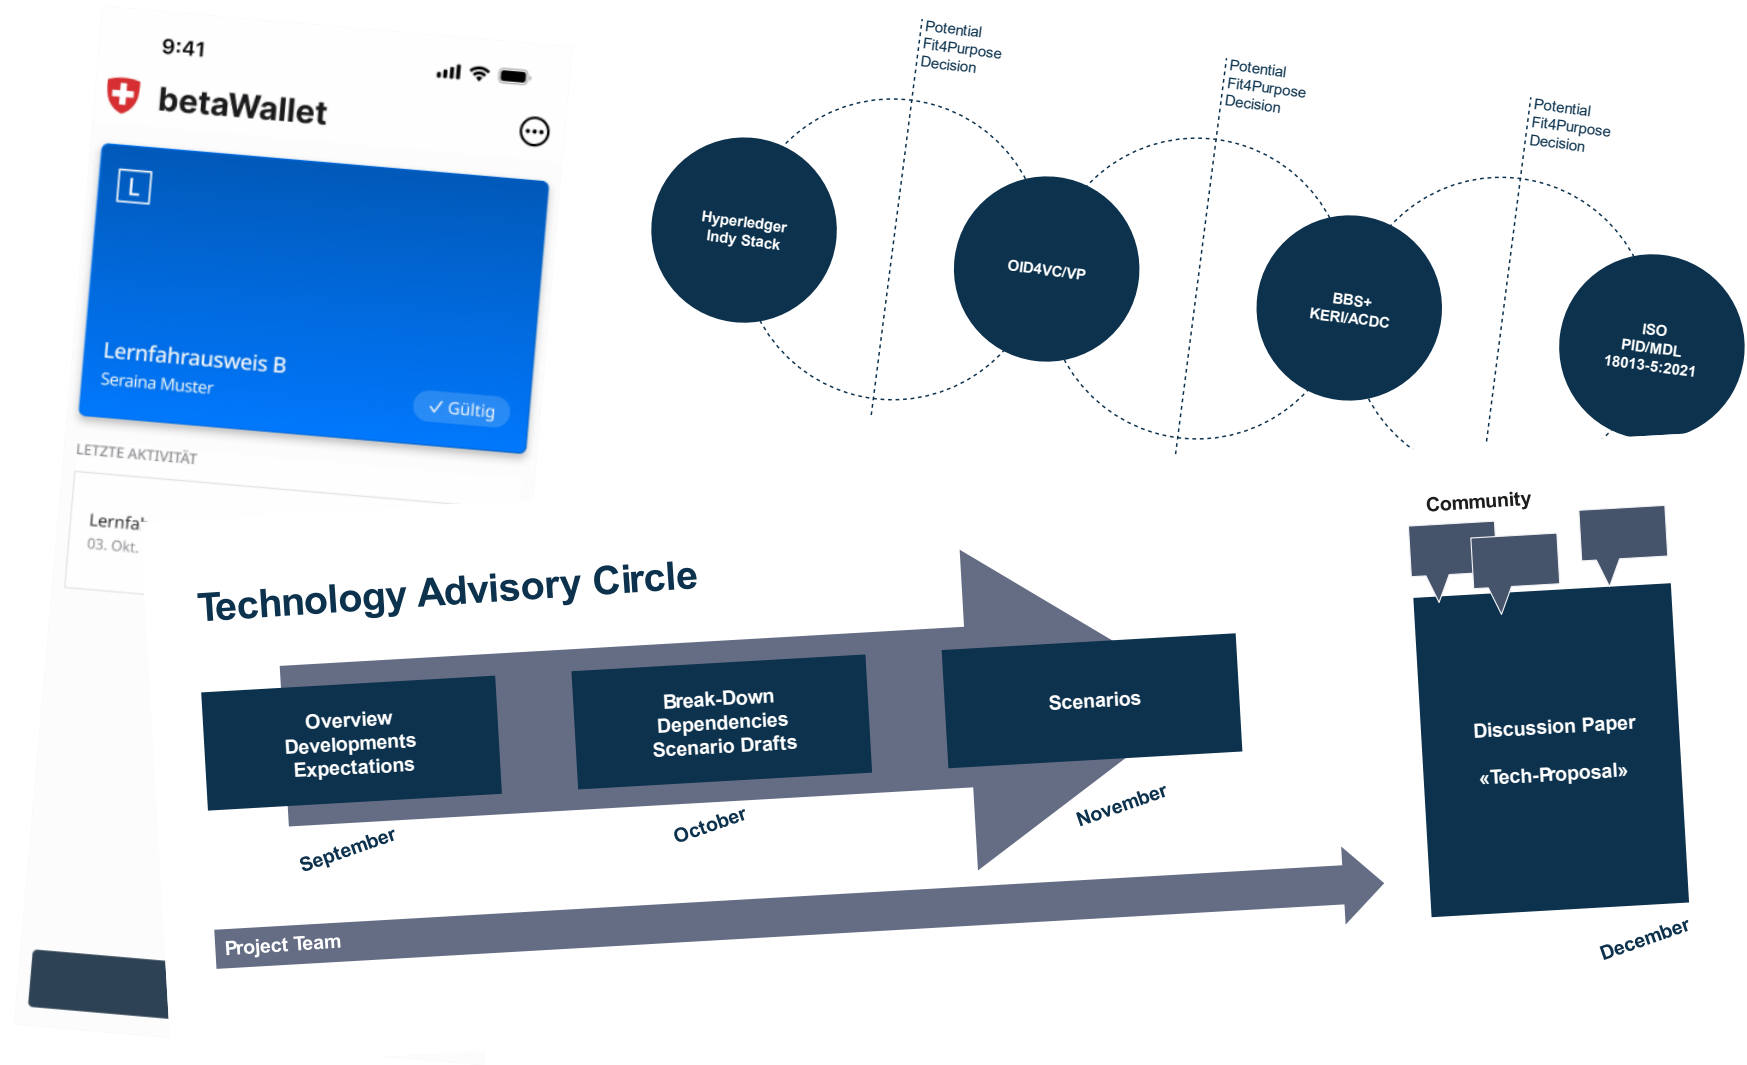 9:41
betaWallet
L
Lernfahrausweis B
Seraina Muster
✓ Gültig
LETZTE AKTIVITÄT
03. Okt.
Potential
Fit4Purpose
Decision
Potential
Fit4Purpose
Decision
Potential
Fit4Purpose
Decision
Hyperledger
Indy Stack
OID4VC/VP
BBS+
KERI/ACDC
ISO
PID/MDL
18013-5:2021
Technology Advisory Circle
Overview
Developments
Expectations
Break-Down
Dependencies
Scenario Drafts
Scenarios
September
October
November
Project Team
Community
Discussion Paper
«Tech-Proposal»
December